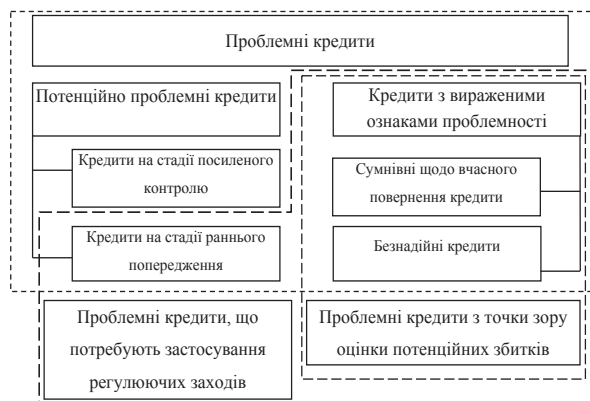 Проблемні кредити
Потенційно проблемні кредити
Кредити на стадії посиленого
контролю
Кредити на стадії раннього
попередження
Кредити з вираженими
ознаками проблемності
Сумнівні щодо вчасного
повернення кредити
Безнадійні кредити
Проблемні кредити, що
потребують застосування
регулюючих заходів
Проблемні кредити з точки зору
оцінки потенційних збитків